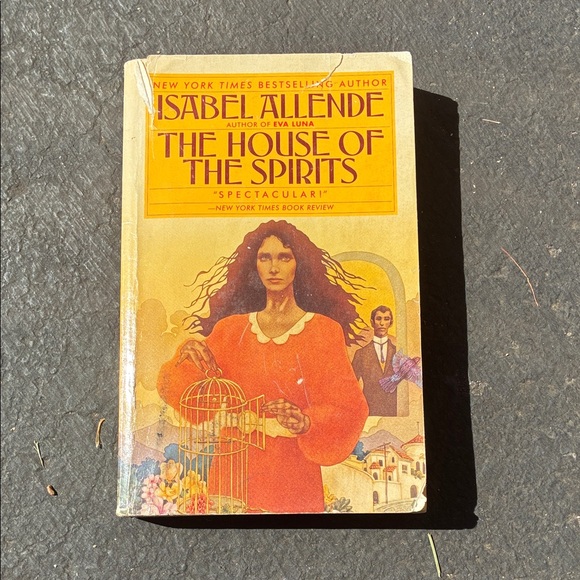 NEW YORK TIMES BESTSELLING AUTHOR
ISABEL ALLENDE
AUTHOR OF EVA LUNA
THE HOUSE OF
THE SPIRITS
"SPECTACULAR!"
—NEW YORK TIMES BOOK REVIEW